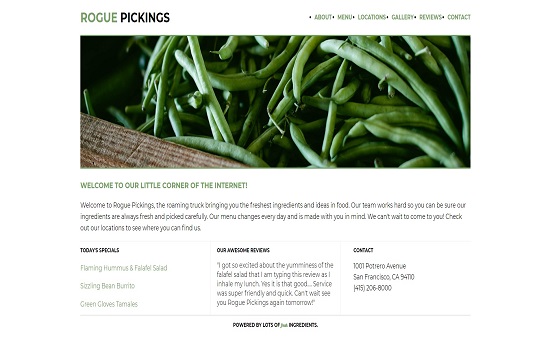 ROGUE PICKINGS
• ABOUT • MENU • LOCATIONS • GALLERY • REVIEWS • CONTACT
WELCOME TO OUR LITTLE CORNER OF THE INTERNET!
Welcome to Rogue Pickings, the roaming truck bringing you the freshest ingredients and ideas in food. Our team works hard so you can be sure our
ingredients are always fresh and picked carefully. Our menu changes every day and is made with you in mind. We can't wait to come to you! Check
out our locations to see where you can find us.
TODAY'S SPECIALS
Flaming Hummus & Falafel Salad
Sizzling Bean Burrito
Green Gloves Tamales
OUR AWESOME REVIEWS
"I got so excited about the yumminess of the
falafel salad that I am typing this review as I
inhale my lunch. Yes it is that good.... Service
was super friendly and quick. Can't wait see
you Rogue Pickings again tomorrow!"
CONTACT
1001 Potrero Avenue
San Francisco, CA 94110
(415) 206-8000
POWERED BY LOTS OF fresh INGREDIENTS.